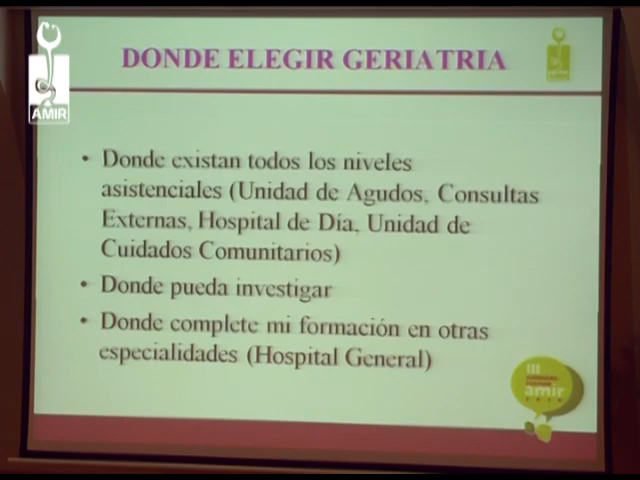 AMIR
DONDE ELEGIR GERIATRIA
• Donde existan todos los niveles
asistenciales (Unidad de Agudos, Consultas
Externas, Hospital de Día, Unidad de
Cuidados Comunitarios)
• Donde pueda investigar
• Donde complete mi formación en otras
especialidades (Hospital General)
III
amir